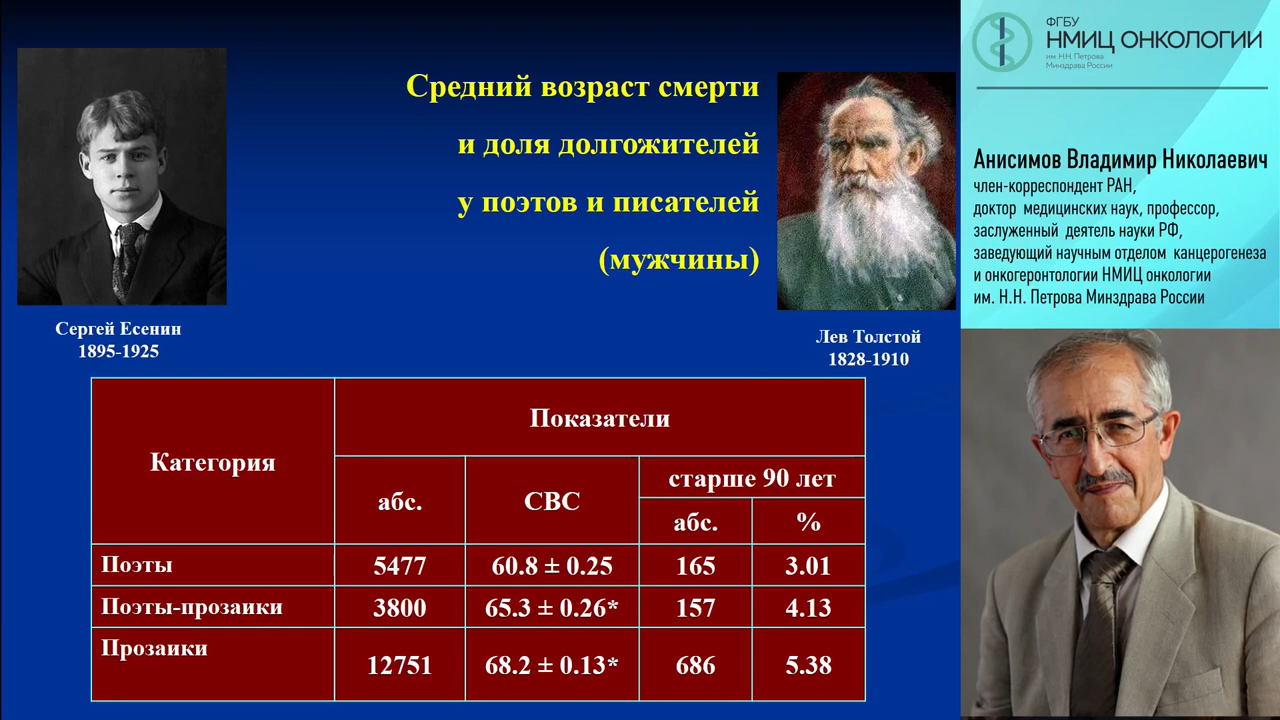 Средний возраст смерти
и доля долгожителей
у поэтов и писателей
(мужчины)
Сергей Есенин
1895-1925
Лев Толстой
1828-1910
Категория
Показатели
абс.
СВС
старше 90 лет
абс.
%
Поэты
5477
60.8 ± 0.25
165
3.01
Поэты-прозаики
3800
65.3 ± 0.26*
157
4.13
Прозаики
12751
68.2 ± 0.13*
686
5.38
ФГБУ
НМИЦ ОНКОЛОГИИ
им. Н.Н. Петрова
Минздрава России
Анисимов Владимир Николаевич
член-корреспондент РАН,
доктор медицинских наук, профессор,
заслуженный деятель науки РФ,
заведующий научным отделом канцерогенеза
и онкогеронтологии НМИЦ онкологии
им. Н.Н. Петрова Минздрава России